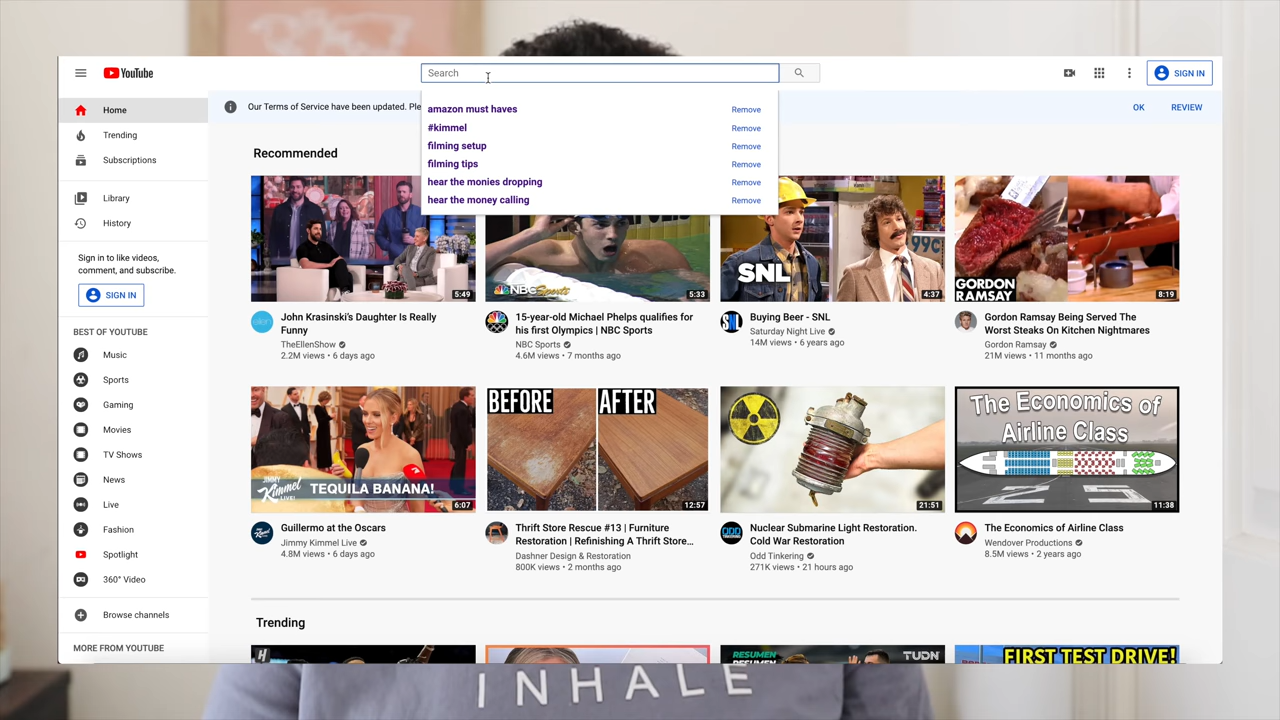 YouTube
Search
SIGN IN
Home
Trending
Subscriptions
Library
History
Sign in to like videos,
comment, and subscribe.
SIGN IN
BEST OF YOUTUBE
Music
Sports
Gaming
Movies
TV Shows
News
Live
Fashion
Spotlight
360° Video
Browse channels
MORE FROM YOUTUBE
Our Terms of Service have been updated. Ple
OK
REVIEW
amazon must haves Remove
#kimmel Remove
filming setup Remove
filming tips Remove
hear the monies dropping Remove
hear the money calling Remove
Recommended
5:49
John Krasinski's Daughter Is Really
Funny
TheEllenShow
2.2M views • 6 days ago
NBC Sports
5:33
15-year-old Michael Phelps qualifies for
his first Olympics | NBC Sports
NBC Sports
4.6M views • 7 months ago
SNL
4:37
SNL
Buying Beer - SNL
Saturday Night Live
14M views • 6 years ago
99c
GORDON
RAMSAY
8:19
Gordon Ramsay Being Served The
Worst Steaks On Kitchen Nightmares
Gordon Ramsay
21M views • 11 months ago
JIMMY
KIMMEL
LIVE!
TEQUILA BANANA!
6:07
Guillermo at the Oscars
Jimmy Kimmel Live
4.8M views • 6 days ago
BEFORE
AFTER
12:57
Thrift Store Rescue #13 | Furniture
Restoration | Refinishing A Thrift Store...
Dashner Design & Restoration
800K views • 2 months ago
21:51
ODD
Nuclear Submarine Light Restoration.
Cold War Restoration
Odd Tinkering
271K views • 21 hours ago
The Economics of
Airline Class
11:38
The Economics of Airline Class
Wendover Productions
8.5M views • 2 years ago
Trending
H
RESUMEN
TUDN
FIRST TEST DRIVE!
INHALE